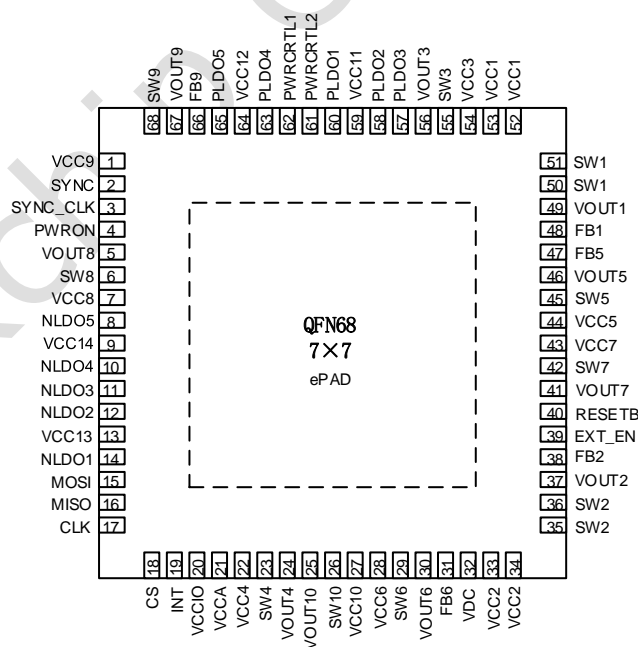 SW9
VOUT9
FB9
PLDO5
VCC12
PLDO4
PWRCRTL1
PWRCRTL2
PLDO1
VCC11
PLDO2
PLDO3
VOUT3
SW3
VCC3
VCC1
VCC1
68
67
66
65
64
63
62
61
60
59
58
57
56
55
54
53
52
VCC9 1
SYNC 2
SYNC_CLK 3
PWRON 4
VOUT8 5
SW8 6
VCC8 7
NLDO5 8
VCC14 9
NLDO4 10
NLDO3 11
NLDO2 12
VCC13 13
NLDO1 14
MOSI 15
MISO 16
CLK 17
QFN68
7×7
ePAD
51 SW1
50 SW1
49 VOUT1
48 FB1
47 FB5
46 VOUT5
45 SW5
44 VCC5
43 VCC7
42 SW7
41 VOUT7
40 RESETB
39 EXT_EN
38 FB2
37 VOUT2
36 SW2
35 SW2
18
19
20
21
22
23
24
25
26
27
28
29
30
31
32
33
34
CS
INT
VCCIO
VCCA
VCC4
SW4
VOUT4
VOUT10
SW10
VCC10
VCC6
SW6
VOUT6
FB6
VDC
VCC2
VCC2